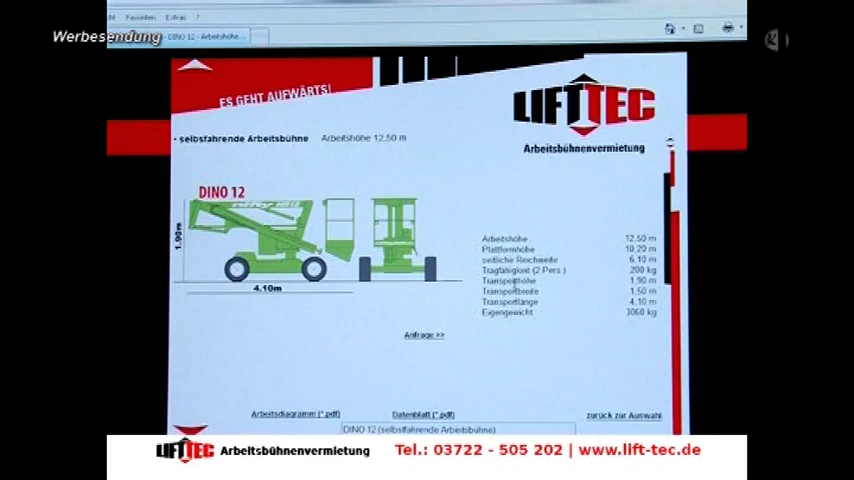 Favoriten Extras ?
Werbesendung
- DINO 12 - Arbeitshöhe...
ES GEHT AUFWÄRTS!
LIFTTEC
Arbeitsbühnenvermietung
- selbsfahrende Arbeitsbühne Arbeitshöhe 12,50 m
DINO 12
1.90m
4.10m
Arbeitshöhe 12,50 m
Plattformhöhe 10,20 m
seitliche Reichweite 6,10 m
Tragfähigkeit (2 Pers.) 200 kg
Transporthöhe 1,90 m
Transportbreite 1,50 m
Transportlänge 4,10 m
Eigengewicht 3060 kg
Anfrage >>
Arbeitsdiagramm (*.pdf) Datenblatt (*.pdf) zurück zur Auswahl
DINO 12 (selbstfahrende Arbeitsbühne)
LIFTTEC Arbeitsbühnenvermietung Tel.: 03722 - 505 202 | www.lift-tec.de